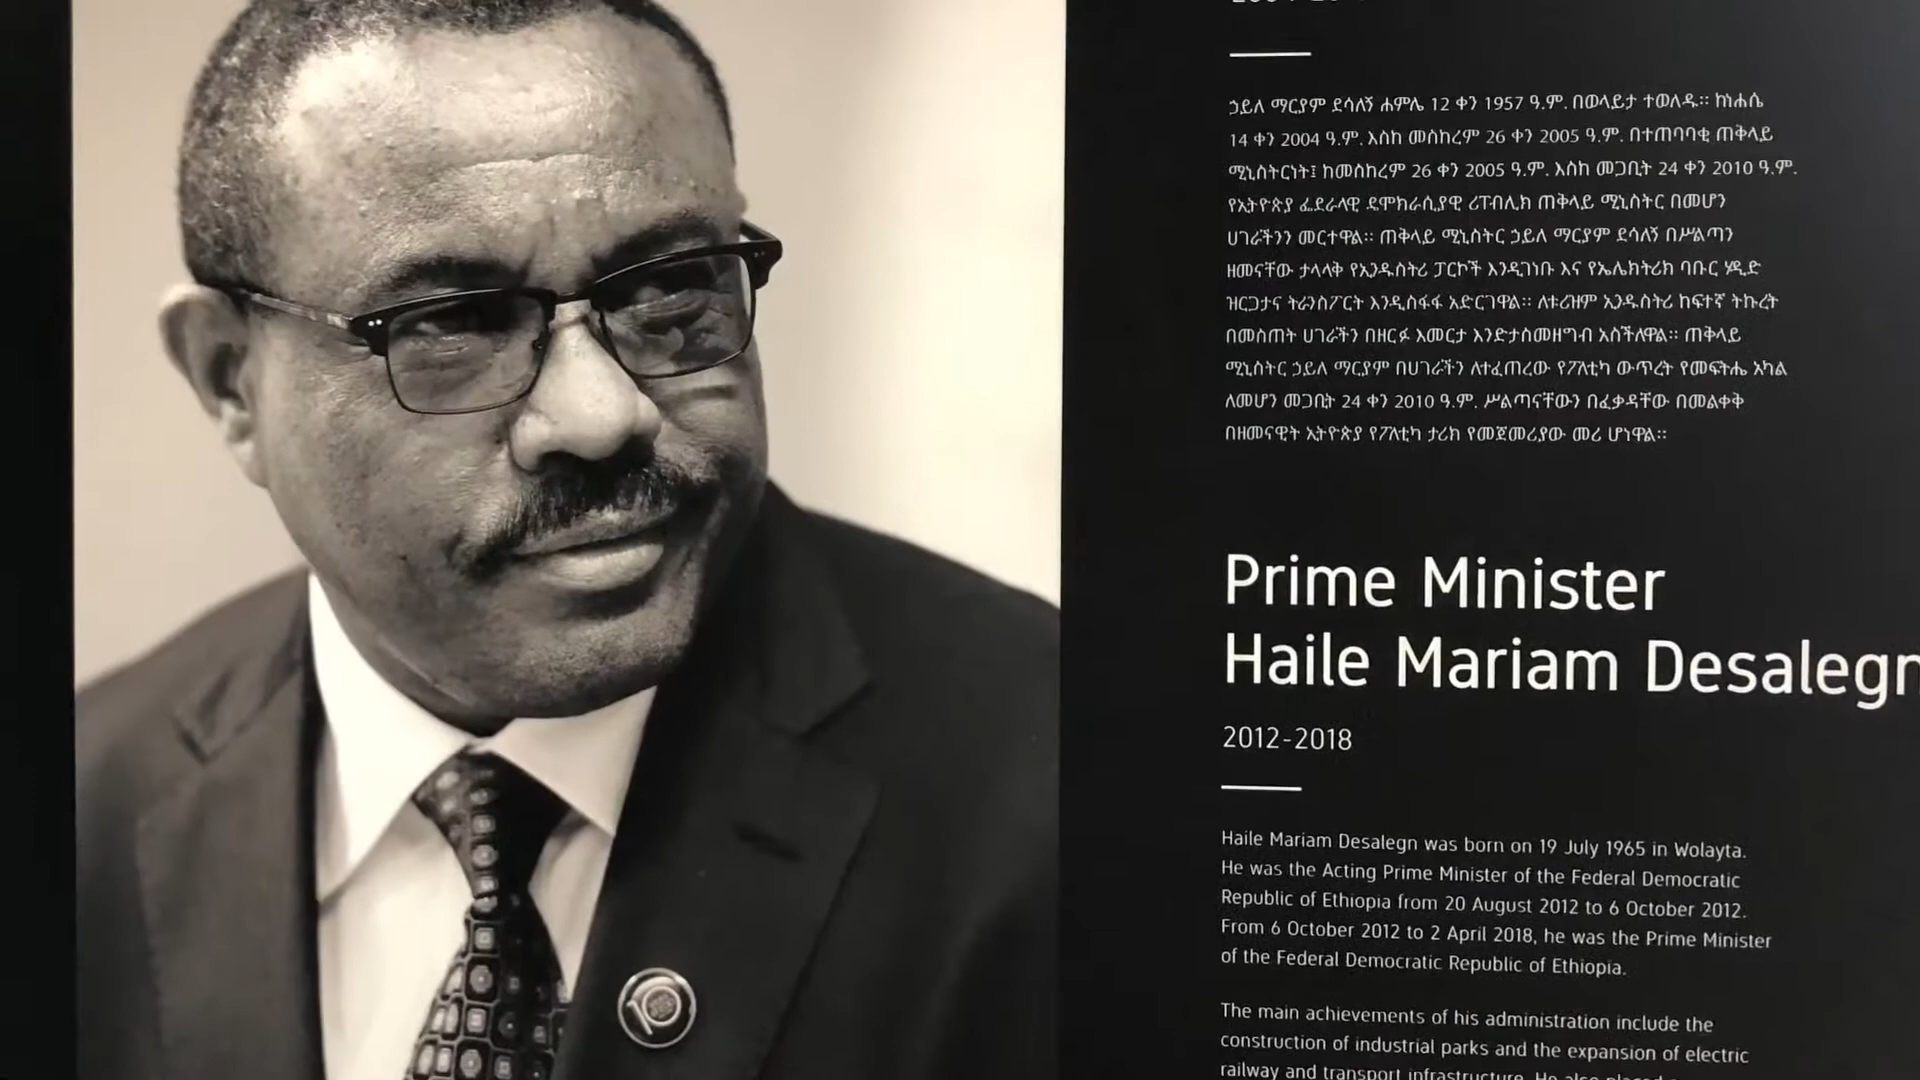 ኃይለ ማርያም ደሳለኝ ሐምሌ 12 ቀን 1957 ዓ.ም. በወላይታ ተወለዱ። ከነሐሴ
14 ቀን 2004 ዓ.ም. እስከ መስከረም 26 ቀን 2005 ዓ.ም. በተጠባባቂ ጠቅላይ
ሚኒስትርነት፤ ከመስከረም 26 ቀን 2005 ዓ.ም. እስከ መጋቢት 24 ቀን 2010 ዓ.ም.
የኢትዮጵያ ፌደራላዊ ዴሞክራሲያዊ ሪፐብሊክ ጠቅላይ ሚኒስትር በመሆን
ሀገራችንን መርተዋል። ጠቅላይ ሚኒስትር ኃይለ ማርያም ደሳለኝ በሥልጣን
ዘመናቸው ታላላቅ የኢንዱስትሪ ፓርኮች እንዲገነቡ እና የኤሌክትሪክ ባቡር ሃዲድ
ዝርጋታና ትራንስፖርት እንዲስፋፋ አድርገዋል። ለቱሪዝም ኢንዱስትሪ ከፍተኛ ትኩረት
በመስጠት ሀገራችን በዘርፉ እመርታ እንድታስመዘግብ አስችለዋል። ጠቅላይ
ሚኒስትር ኃይለ ማርያም በሀገራችን ለተፈጠረው የፖለቲካ ውጥረት የመፍትሔ አካል
ለመሆን መጋቢት 24 ቀን 2010 ዓ.ም. ሥልጣናቸውን በፈቃዳቸው በመልቀቅ
በዘመናዊት ኢትዮጵያ የፖለቲካ ታሪክ የመጀመሪያው መሪ ሆነዋል።
Prime Minister
Haile Mariam Desalegn
2012-2018
Haile Mariam Desalegn was born on 19 July 1965 in Wolayta.
He was the Acting Prime Minister of the Federal Democratic
Republic of Ethiopia from 20 August 2012 to 6 October 2012.
From 6 October 2012 to 2 April 2018, he was the Prime Minister
of the Federal Democratic Republic of Ethiopia.
The main achievements of his administration include the
construction of industrial parks and the expansion of electric
railway and transport infrastructure. He also placed